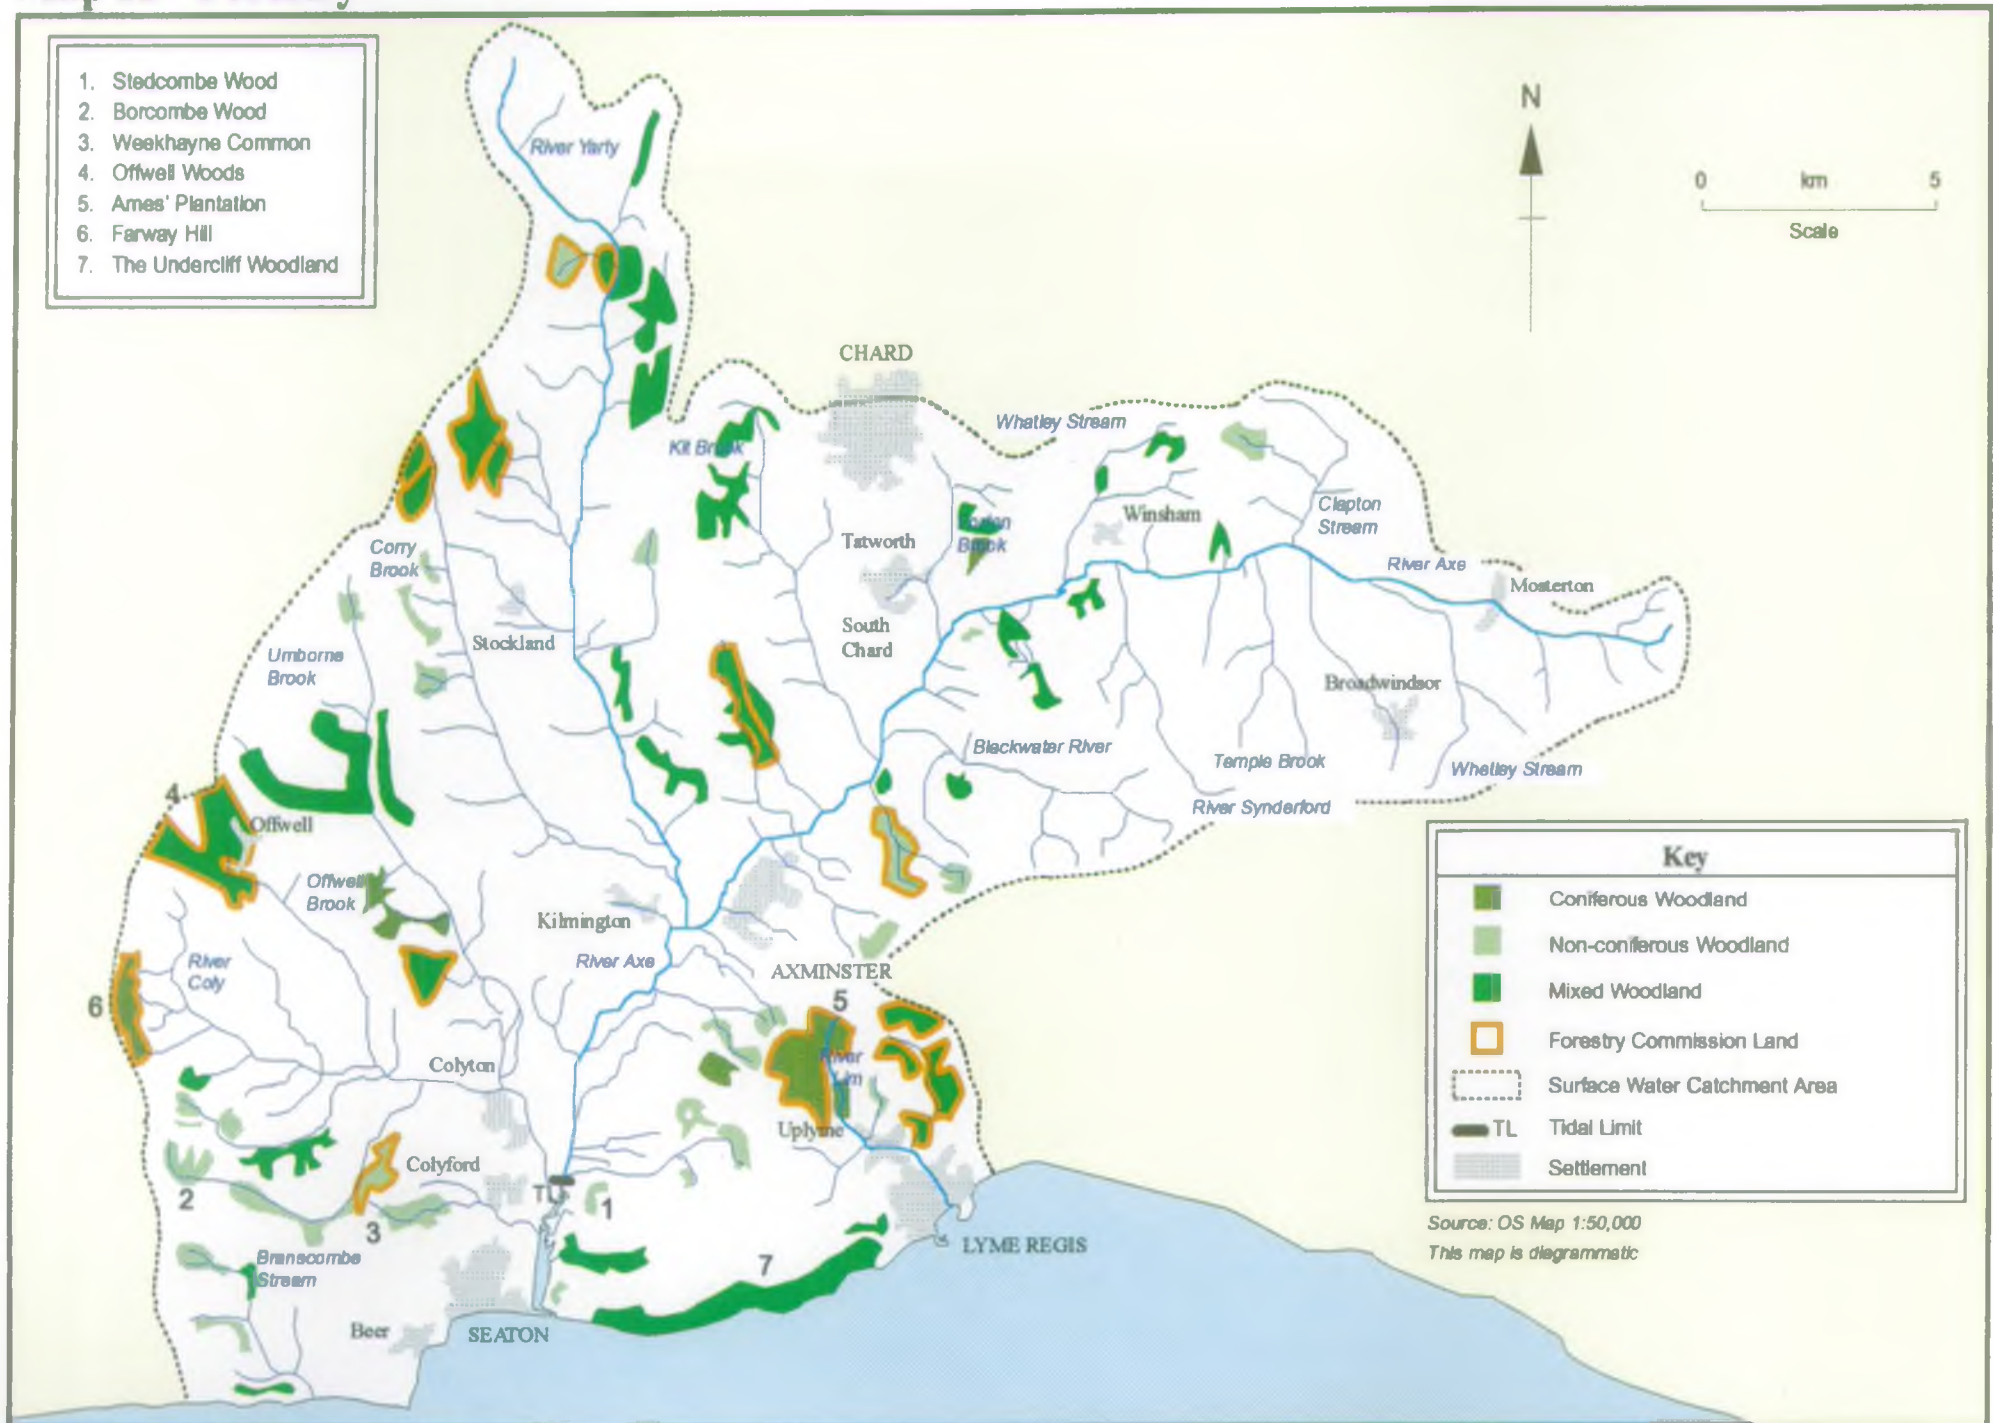 1. Stedcombe Wood
2. Borcombe Wood
3. Weekhayne Common
4. Offwell Woods
5. Ames' Plantation
6. Farway Hill
7. The Undercliff Woodland
N
0 km 5
Scale
River Yarty
CHARD
Whatley Stream
Kit Brook
Clapton
Stream
Winsham
Tatworth
Brook
Corry
Brook
River Axe
Mosterton
South
Chard
Stockland
Umborne
Brook
Broadwindsor
Blackwater River
Temple Brook
Whetley Stream
River Synderford
4
Offwell
Offwell
Brook
Kilmington
River Axe
River
Coly
AXMINSTER
6
5
River
Lim
Colyton
Uplyme
Colyford
TL
2
1
3
7
LYME REGIS
Branscombe
Stream
Beer
SEATON
Key
Coniferous Woodland
Non-coniferous Woodland
Mixed Woodland
Forestry Commission Land
Surface Water Catchment Area
TL Tidal Limit
Settlement
Source: OS Map 1:50,000
This map is diagrammatic